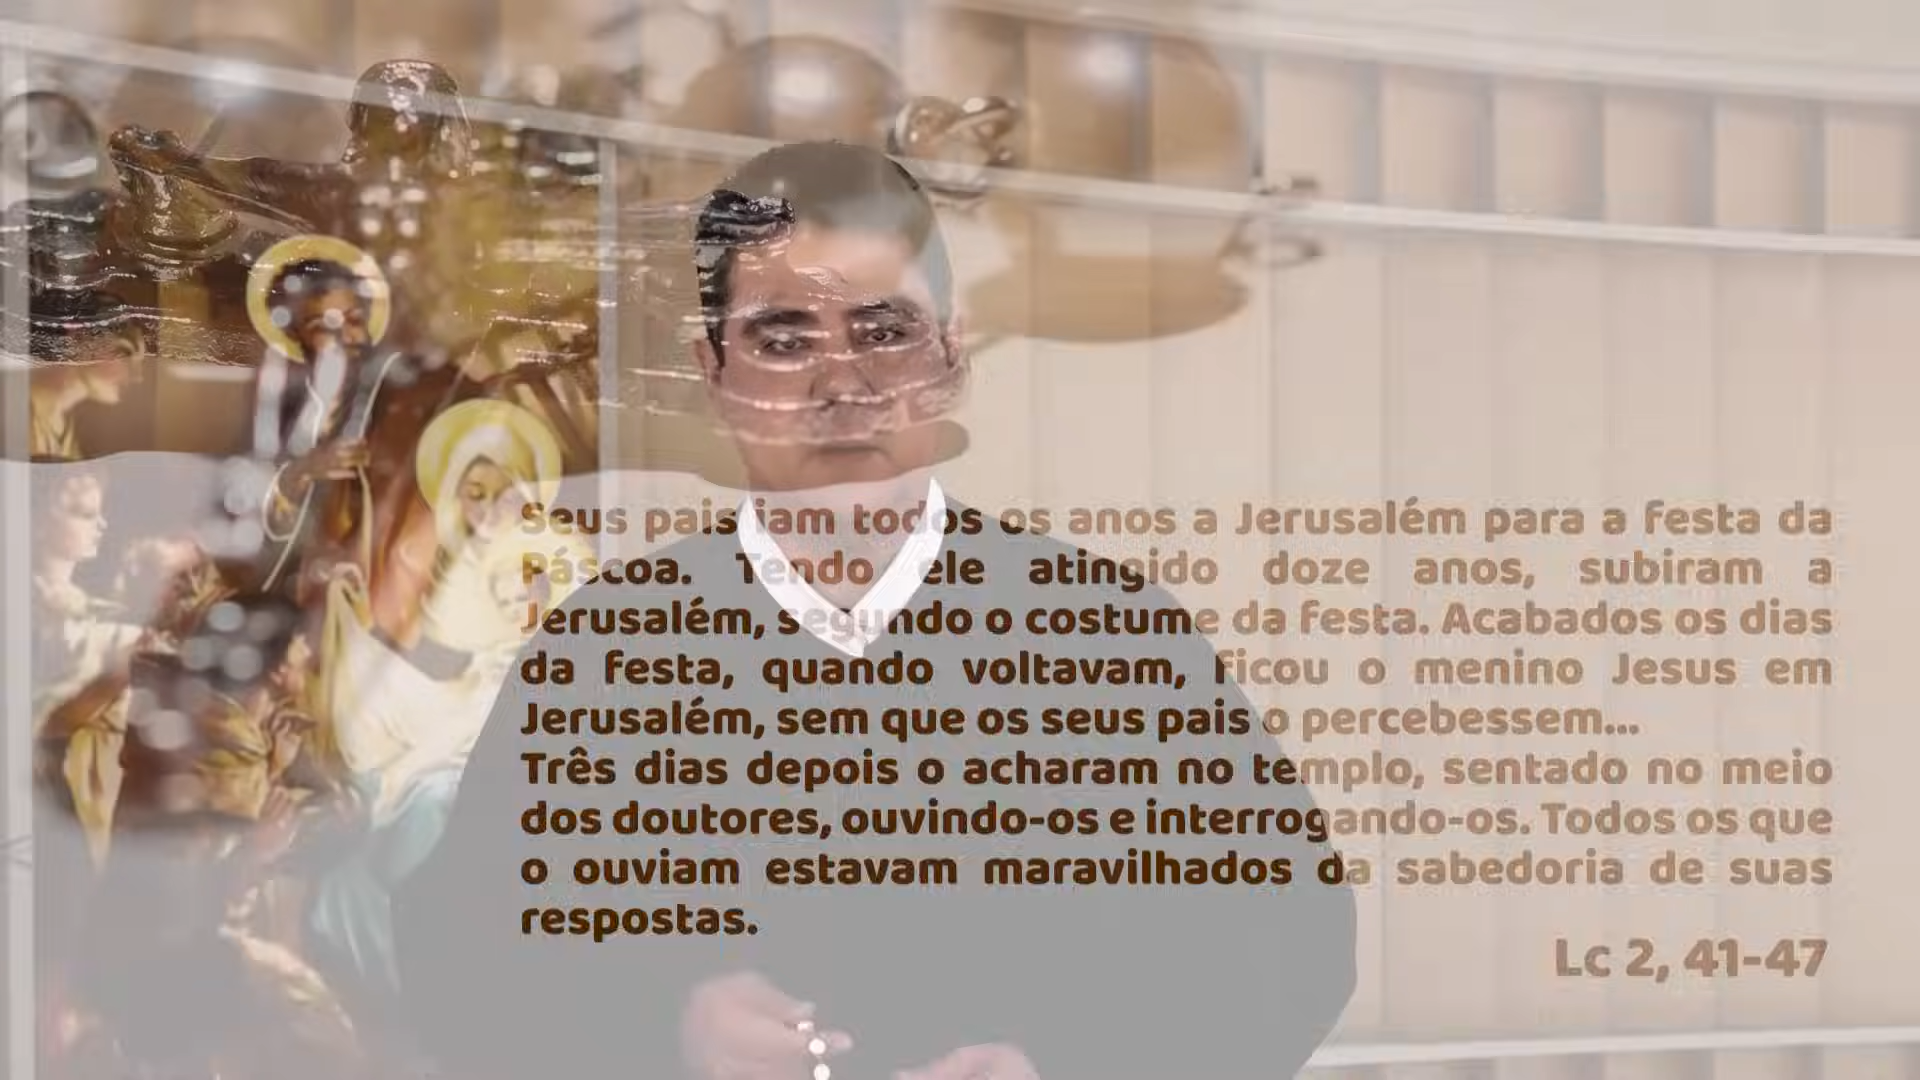 Seus pais iam todos os anos a Jerusalém para a festa da
Páscoa. Tendo ele atingido doze anos, subiram a
Jerusalém, segundo o costume da festa. Acabados os dias
da festa, quando voltavam, ficou o menino Jesus em
Jerusalém, sem que os seus pais o percebessem...
Três dias depois o acharam no templo, sentado no meio
dos doutores, ouvindo-os e interrogando-os. Todos os que
o ouviam estavam maravilhados da sabedoria de suas
respostas.
Lc 2, 41-47